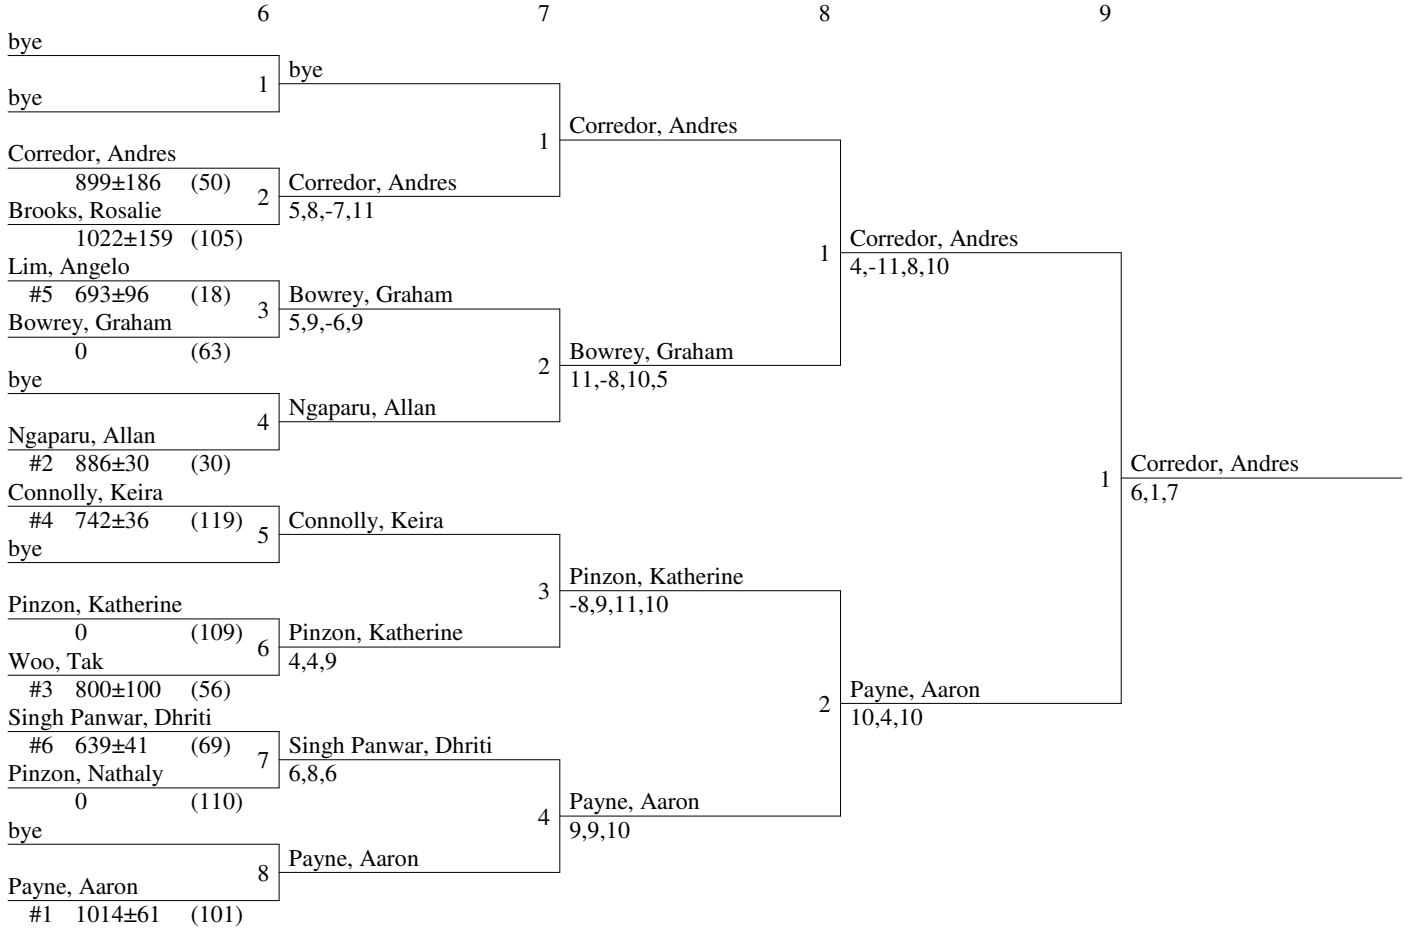 6 7 8 9
bye
1 bye
bye
1 Corredor, Andres
Corredor, Andres
899±186 (50)
2 Corredor, Andres
5,8,-7,11
Brooks, Rosalie
1022±159 (105)
1 Corredor, Andres
4,-11,8,10
Lim, Angelo
#5 693±96 (18)
3 Bowrey, Graham
5,9,-6,9
Bowrey, Graham
0 (63)
2 Bowrey, Graham
11,-8,10,5
bye
4 Ngaparu, Allan
Ngaparu, Allan
#2 886±30 (30)
1 Corredor, Andres
6,1,7
Connolly, Keira
#4 742±36 (119)
5 Connolly, Keira
bye
3 Pinzon, Katherine
-8,9,11,10
Pinzon, Katherine
0 (109)
6 Pinzon, Katherine
4,4,9
Woo, Tak
#3 800±100 (56)
2 Payne, Aaron
10,4,10
Singh Panwar, Dhriti
#6 639±41 (69)
7 Singh Panwar, Dhriti
6,8,6
Pinzon, Nathaly
0 (110)
4 Payne, Aaron
9,9,10
bye
8 Payne, Aaron
Payne, Aaron
#1 1014±61 (101)